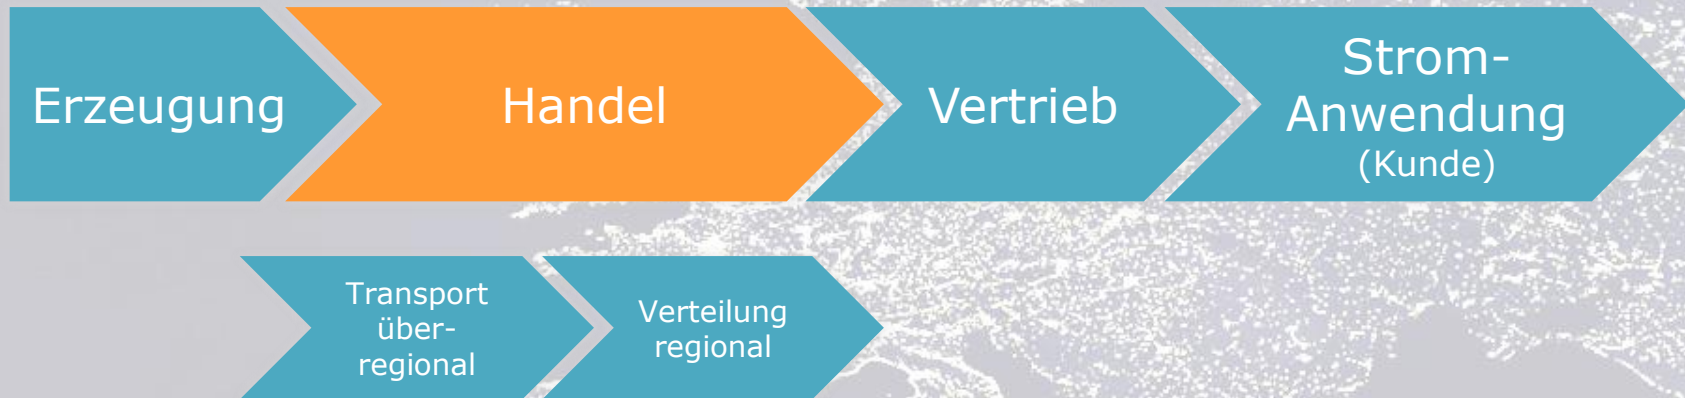 Erzeugung
Handel
Vertrieb
Strom-
Anwendung
(Kunde)
Transport
über-
regional
Verteilung
regional